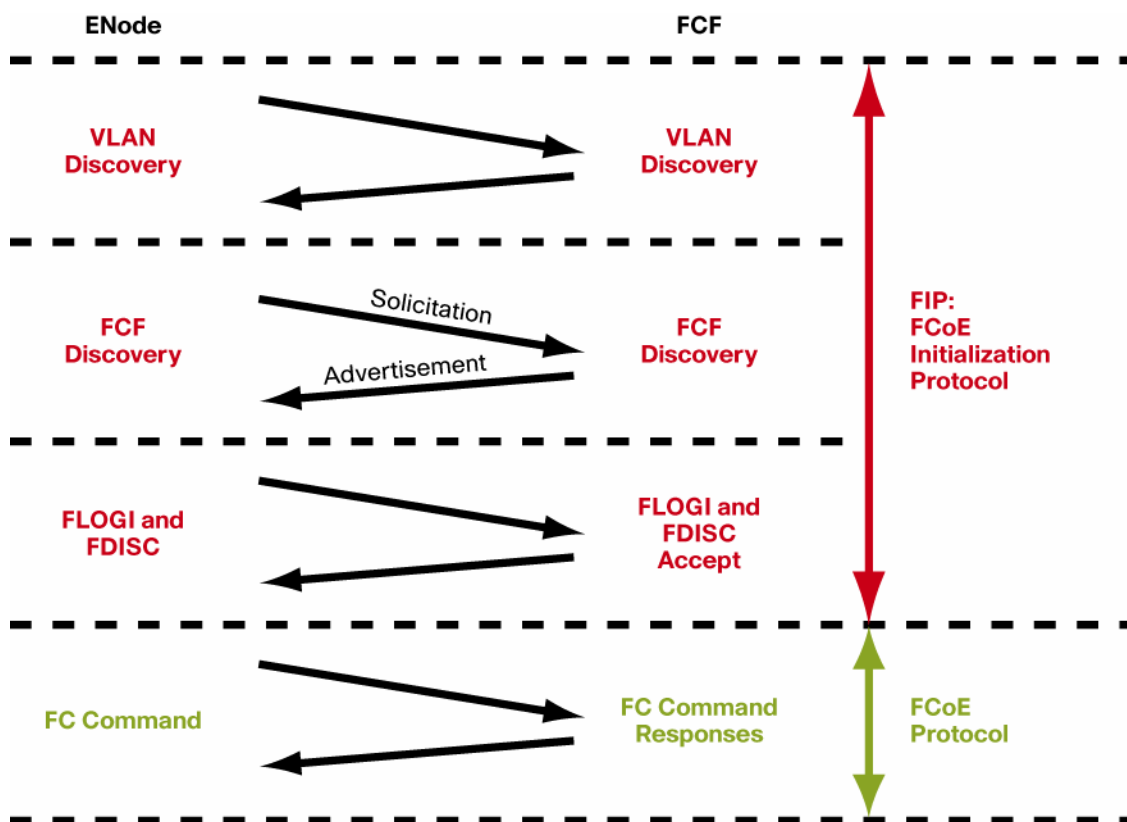 ENode
FCF
VLAN
Discovery
VLAN
Discovery
Solicitation
FCF
Discovery
FCF
Discovery
Advertisement
FIP:
FCoE
Initialization
Protocol
FLOGI and
FDISC
FLOGI and
FDISC
Accept
FC Command
FC Command
Responses
FCoE
Protocol